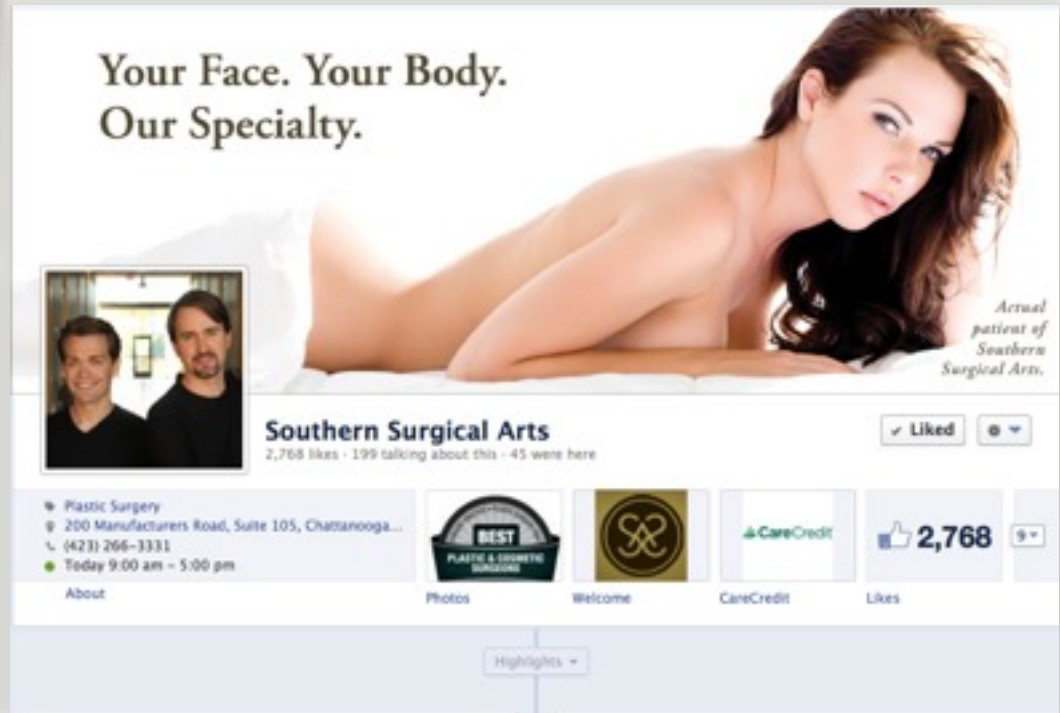 Your Face. Your Body.
Our Specialty.
Actual
patient of
Southern
Surgical Arts.
Southern Surgical Arts
2,768 likes · 199 talking about this · 45 were here
✓ Liked
Plastic Surgery
200 Manufacturers Road, Suite 105, Chattanooga...
(423) 266-3331
Today 9:00 am – 5:00 pm
About
BEST
PLASTIC & COSMETIC
SURGEONS
Photos
Welcome
CareCredit
CareCredit
2,768
Likes
9
Highlights